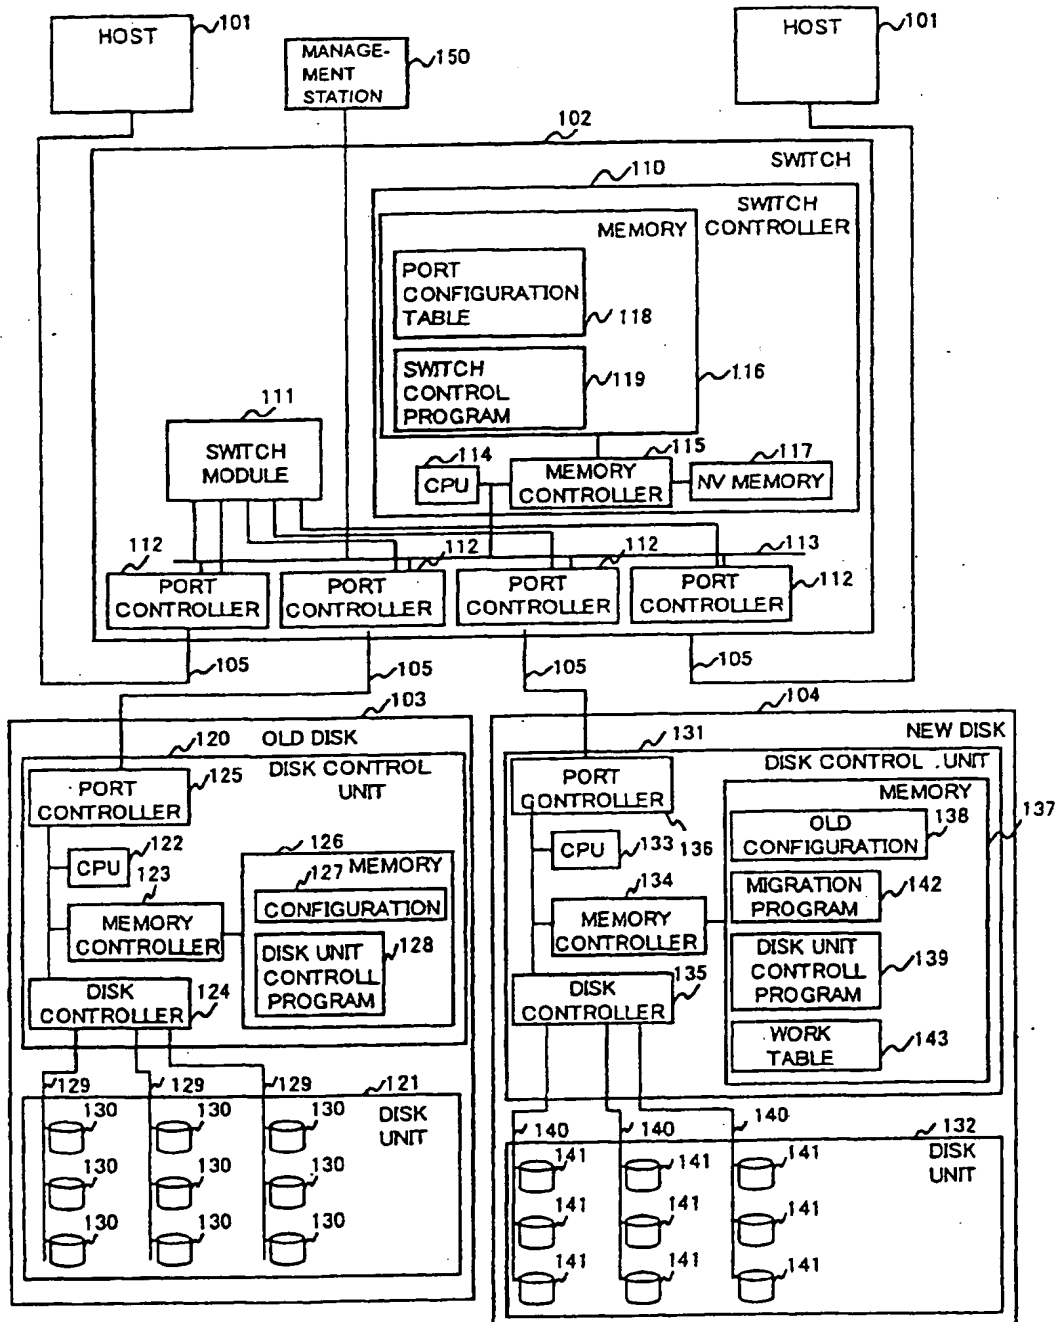 HOST
101
MANAGE-
MENT
STATION
150
HOST
101
102
SWITCH
110
SWITCH
CONTROLLER
MEMORY
PORT
CONFIGURATION
TABLE
118
SWITCH
CONTROL
PROGRAM
119
116
111
SWITCH
MODULE
114
CPU
115
MEMORY
CONTROLLER
117
NV MEMORY
113
112
PORT
CONTROLLER
112
PORT
CONTROLLER
112
PORT
CONTROLLER
112
PORT
CONTROLLER
105
105
105
105
103
OLD DISK
120
DISK CONTROL
UNIT
PORT
CONTROLLER
125
CPU
122
123
MEMORY
CONTROLLER
126
MEMORY
127
CONFIGURATION
DISK UNIT
CONTROLL
PROGRAM
128
DISK
CONTROLLER
124
129
129
129
121
DISK
UNIT
130
130
130
130
130
130
130
130
130
104
NEW DISK
131
DISK CONTROL .UNIT
PORT
CONTROLLER
136
MEMORY
137
OLD
CONFIGURATION
138
CPU
133
134
MEMORY
CONTROLLER
MIGRATION
PROGRAM
142
DISK UNIT
CONTROLL
PROGRAM
139
DISK
CONTROLLER
135
WORK
TABLE
143
140
140
140
132
DISK
UNIT
141
141
141
141
141
141
141
141
141